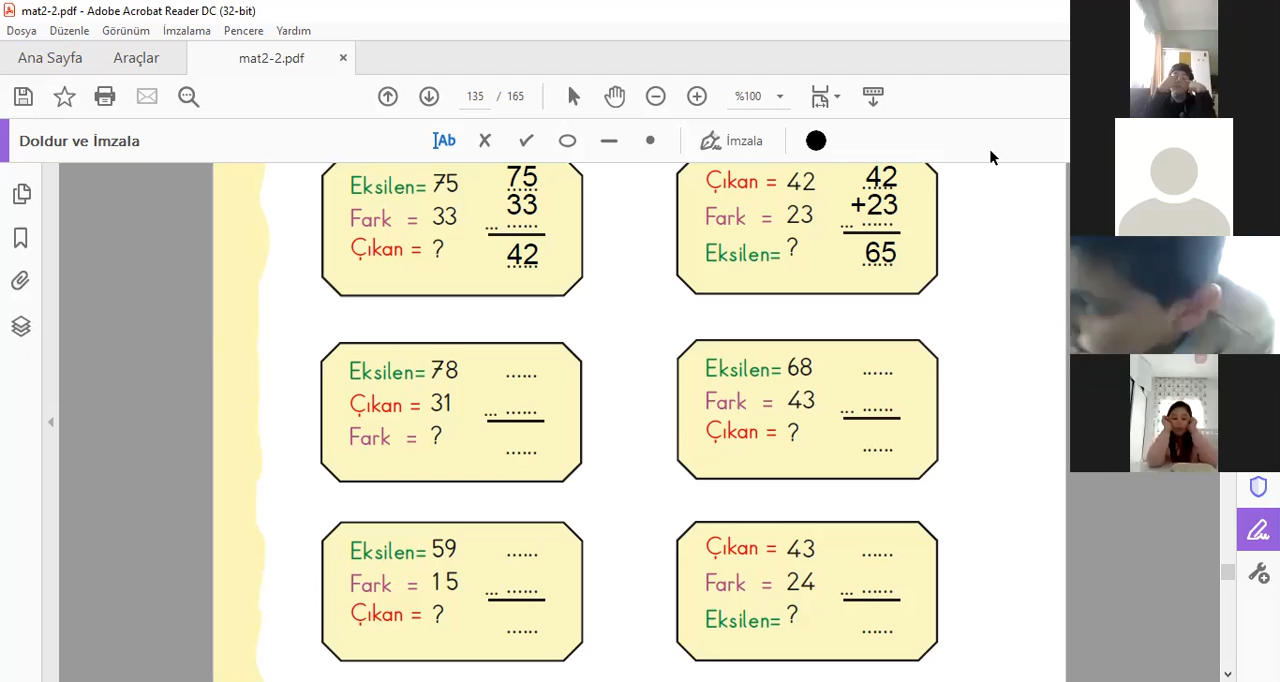 mat2-2.pdf - Adobe Acrobat Reader DC (32-bit)
Dosya Düzenle Görünüm İmzalama Pencere Yardım
Ana Sayfa Araçlar mat2-2.pdf ×
135 / 165 %100
Doldur ve İmzala
Ab İmzala
Eksilen= 75 75
Fark = 33 33
... ......
Çıkan = ? 42
Çıkan = 42 42
Fark = 23 +23
... ......
Eksilen= ? 65
Eksilen= 78 ......
Çıkan = 31 ... ......
Fark = ? ......
Eksilen= 68 ......
Fark = 43 ... ......
Çıkan = ? ......
Eksilen= 59 ......
Fark = 15 ... ......
Çıkan = ? ......
Çıkan = 43 ......
Fark = 24 ... ......
Eksilen= ? ......